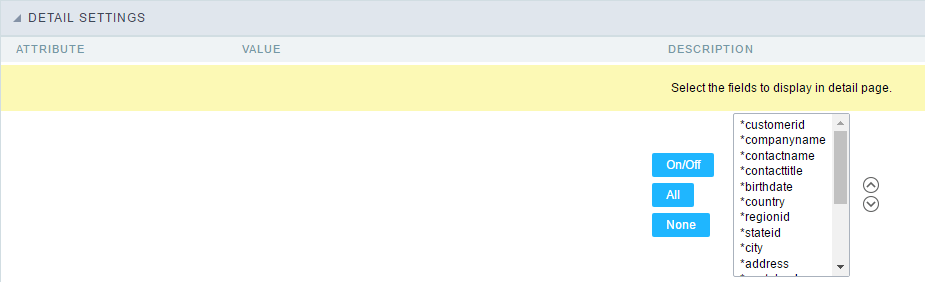 DETAIL SETTINGS
ATTRIBUTE VALUE DESCRIPTION
Select the fields to display in detail page.
On/Off
All
None
*customerid
*companyname
*contactname
*contacttitle
*birthdate
*country
*regionid
*stateid
*city
*address